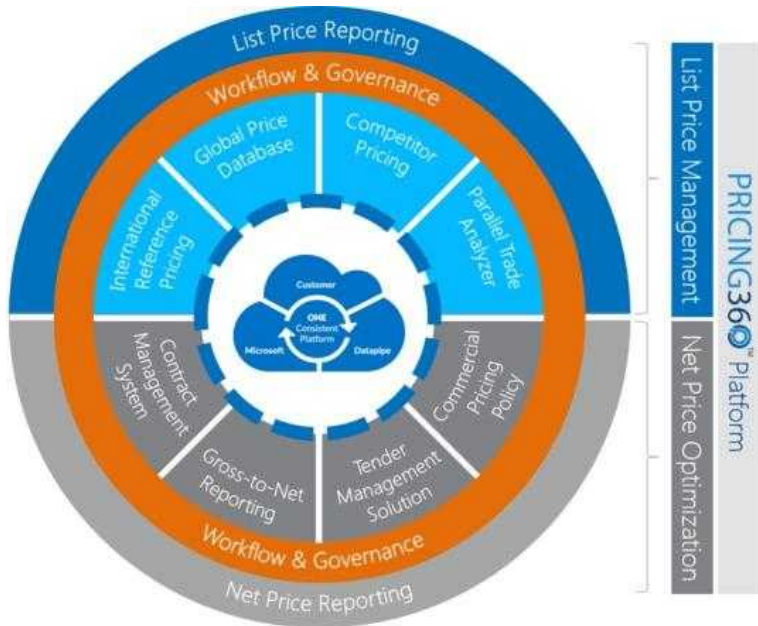 List Price Reporting
Workflow & Governance
Global Price
Database
Competitor
Pricing
International
Reference
Pricing
Parallel Trade
Analyzer
Customer
ONE
Consistent
Platform
Microsoft
Datapipe
Contract
Management
System
Commercial
Pricing
Policy
Gross-to-Net
Reporting
Tender
Management
Solution
Workflow & Governance
Net Price Reporting
List Price Management
Net Price Optimization
PRICING360™ Platform